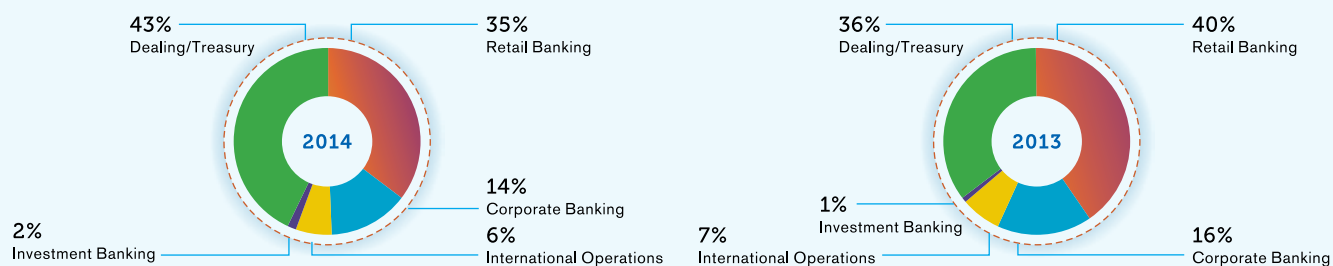 43%
Dealing/Treasury
35%
Retail Banking
2014
14%
Corporate Banking
2%
Investment Banking
6%
International Operations
36%
Dealing/Treasury
40%
Retail Banking
2013
1%
Investment Banking
7%
International Operations
16%
Corporate Banking